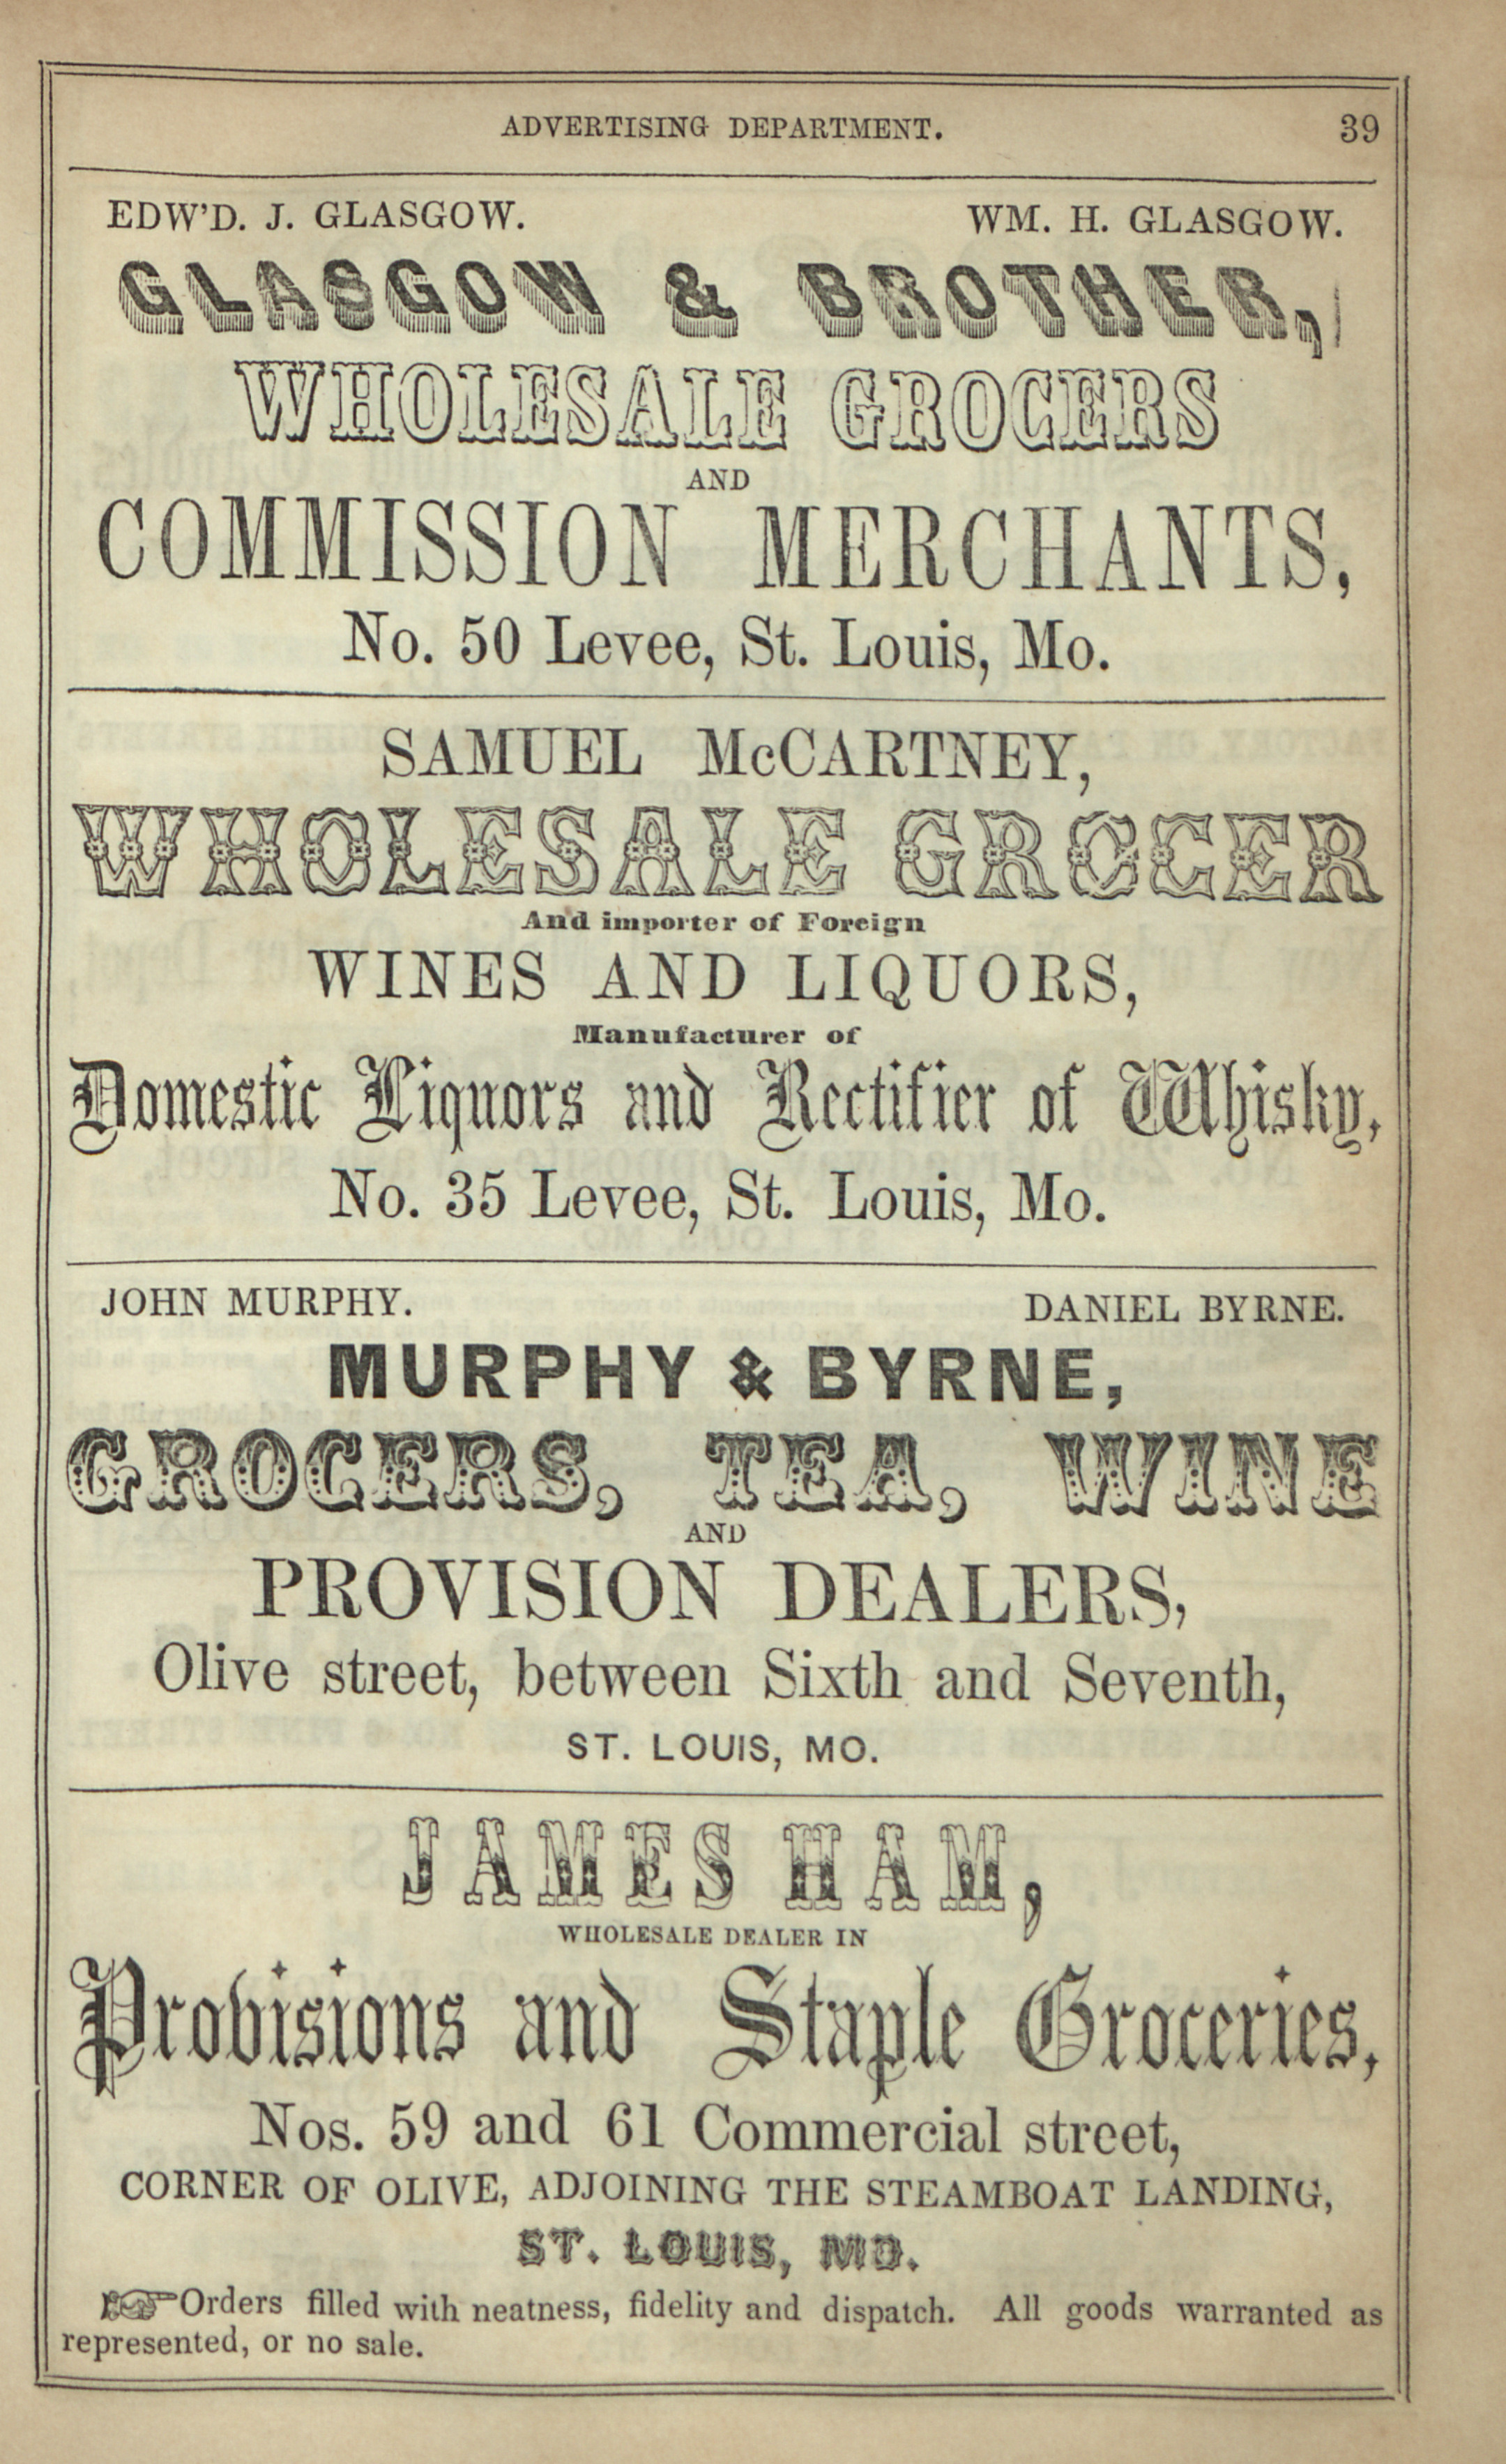 ADVERTISING DEPARTMENT. 39
EDW'D. J. GLASGOW. WM. H. GLASGOW.
GLASGOW & BROTHER,
WHOLESALE GROCERS
AND
COMMISSION MERCHANTS,
No. 50 Levee, St. Louis, Mo.
SAMUEL McCARTNEY,
WHOLESALE GROCER
And importer of Foreign
WINES AND LIQUORS,
Manufacturer of
Domestic Liquors and Rectifier of Whisky,
No. 35 Levee, St. Louis, Mo.
JOHN MURPHY. DANIEL BYRNE.
MURPHY & BYRNE,
GROCERS, TEA, WINE
AND
PROVISION DEALERS,
Olive street, between Sixth and Seventh,
ST. LOUIS, MO.
JAMES HAM,
WHOLESALE DEALER IN
Provisions and Staple Groceries,
Nos. 59 and 61 Commercial street,
CORNER OF OLIVE, ADJOINING THE STEAMBOAT LANDING,
ST. LOUIS, MO.
☞Orders filled with neatness, fidelity and dispatch. All goods warranted as
represented, or no sale.